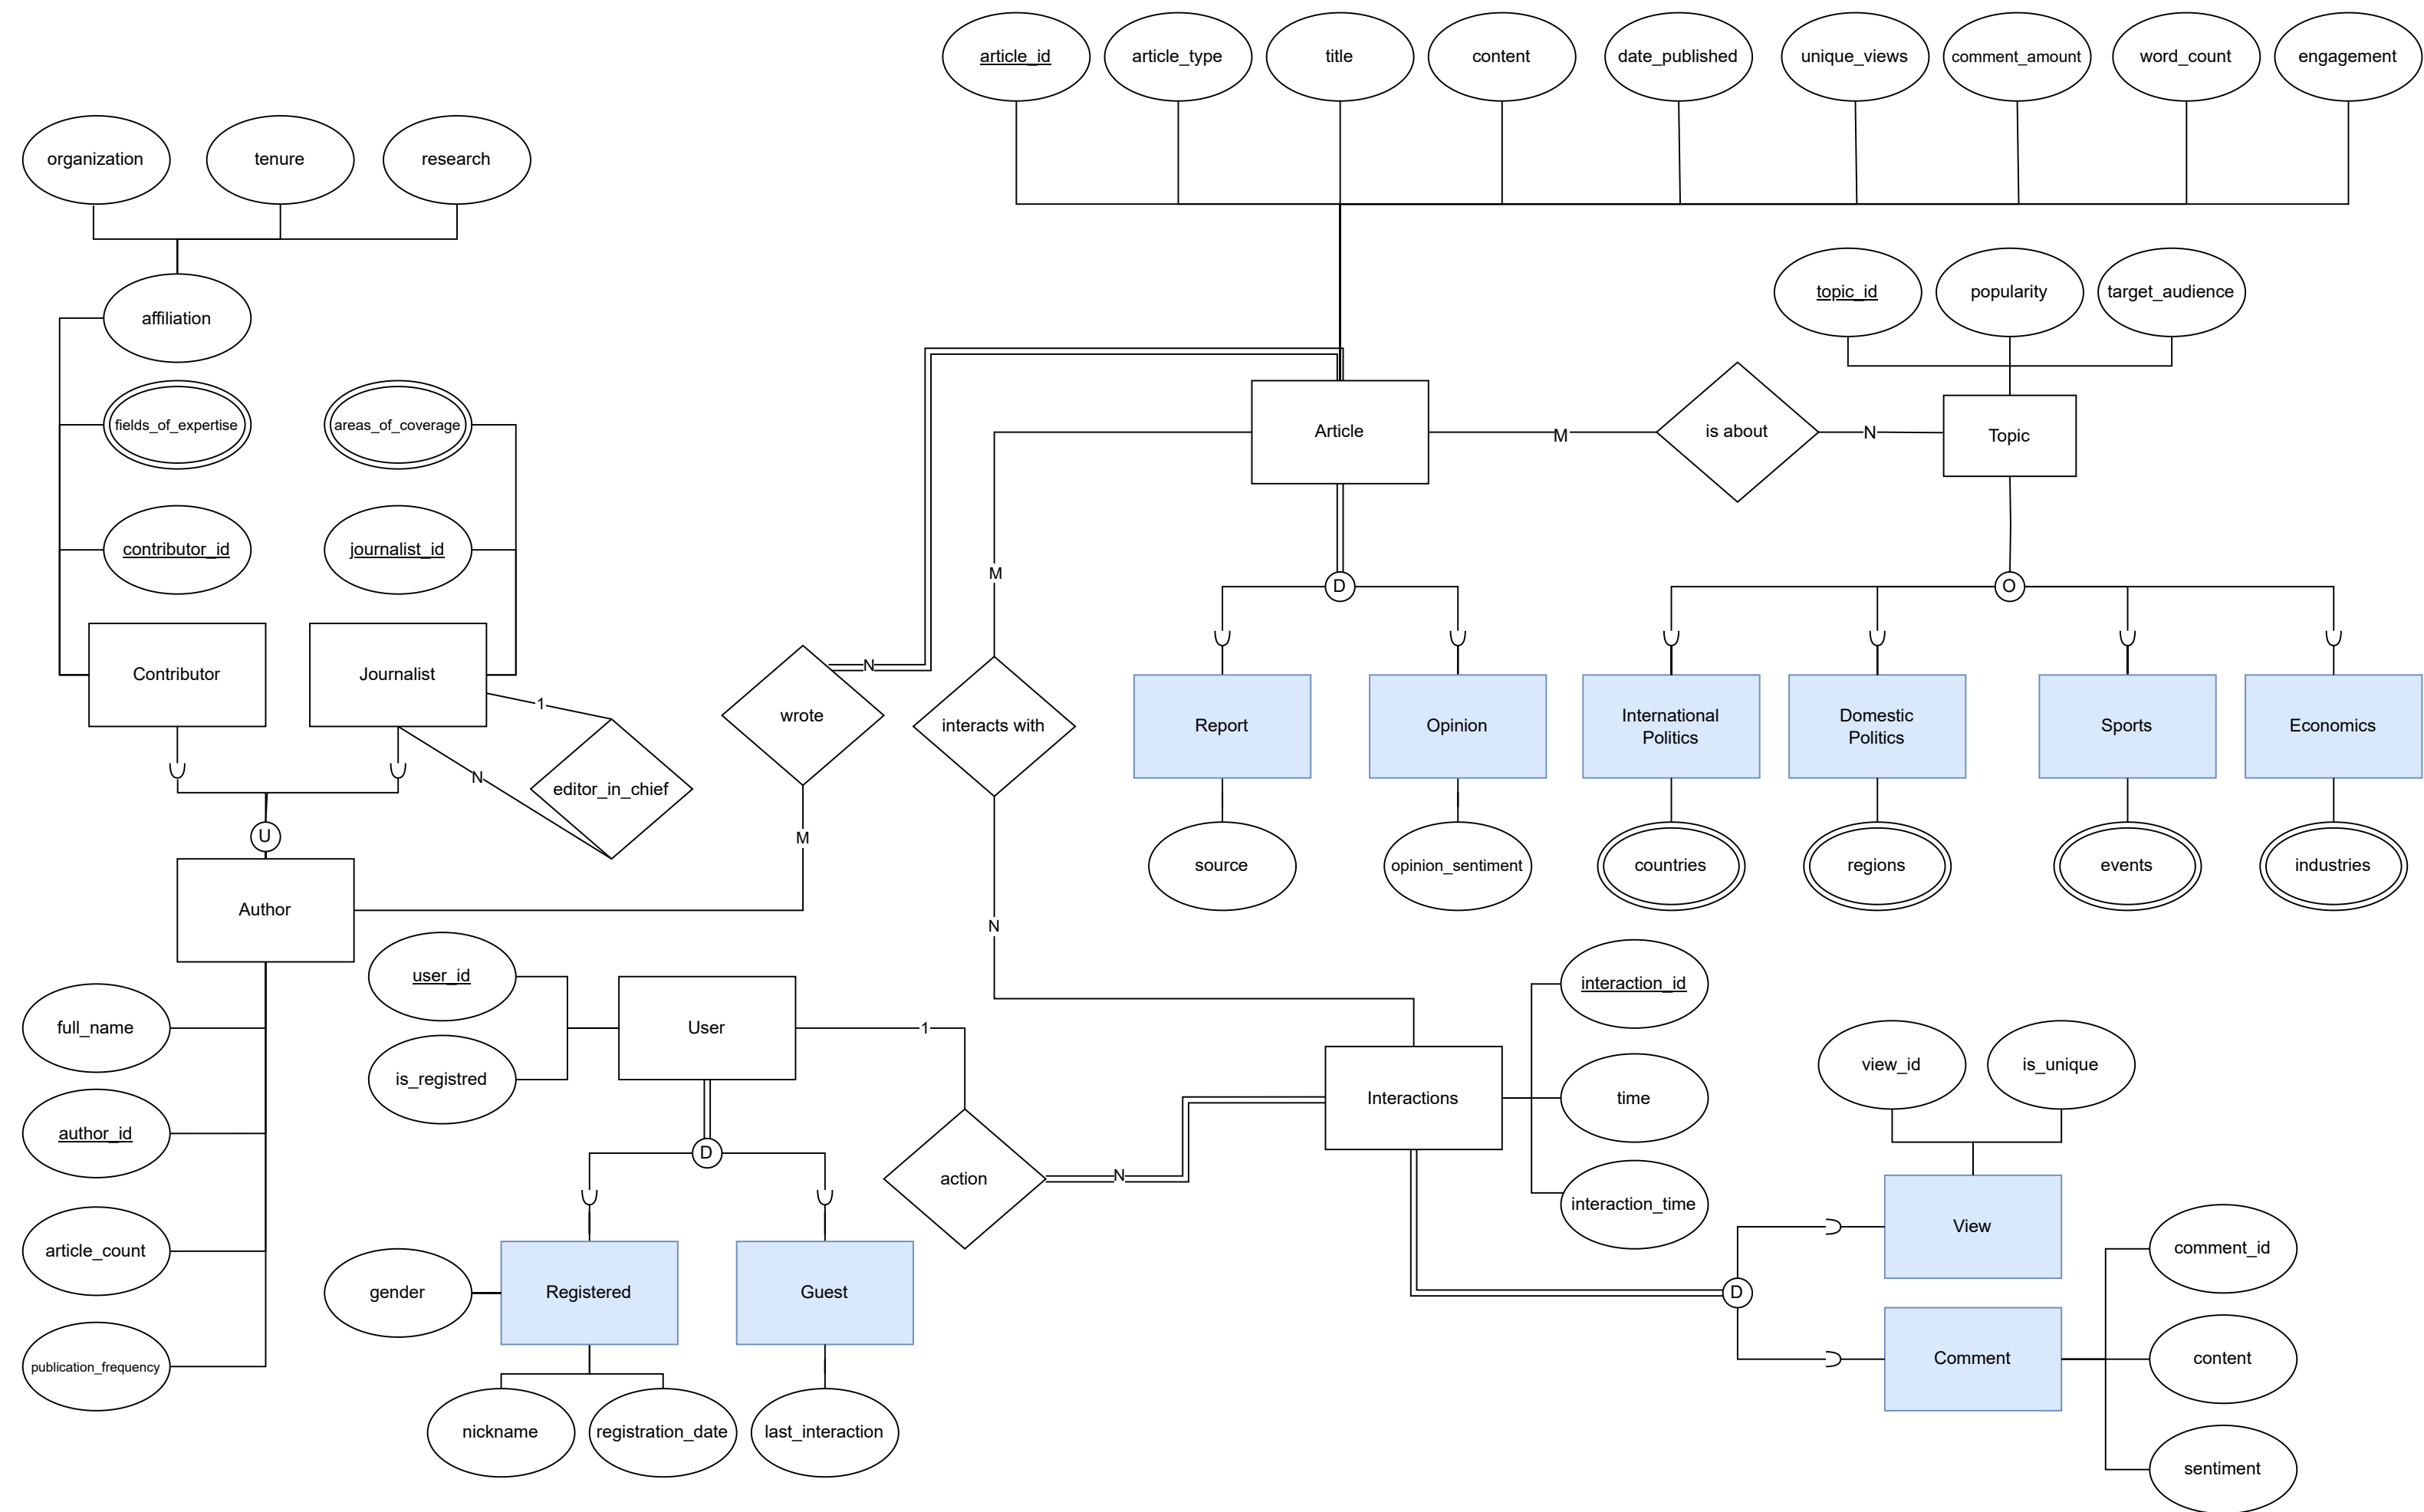 article_id
article_type
title
content
date_published
unique_views
comment_amount
word_count
engagement
organization
tenure
research
affiliation
topic_id
popularity
target_audience
fields_of_expertise
areas_of_coverage
Article
M
is about
N
Topic
contributor_id
journalist_id
M
D
O
Contributor
Journalist
1
N
wrote
interacts with
Report
Opinion
International
Politics
Domestic
Politics
Sports
Economics
N
editor_in_chief
U
M
source
opinion_sentiment
countries
regions
events
industries
Author
N
user_id
is_registred
User
1
interaction_id
full_name
Interactions
time
view_id
is_unique
author_id
D
action
N
interaction_time
article_count
View
comment_id
gender
Registered
Guest
D
publication_frequency
Comment
content
nickname
registration_date
last_interaction
sentiment